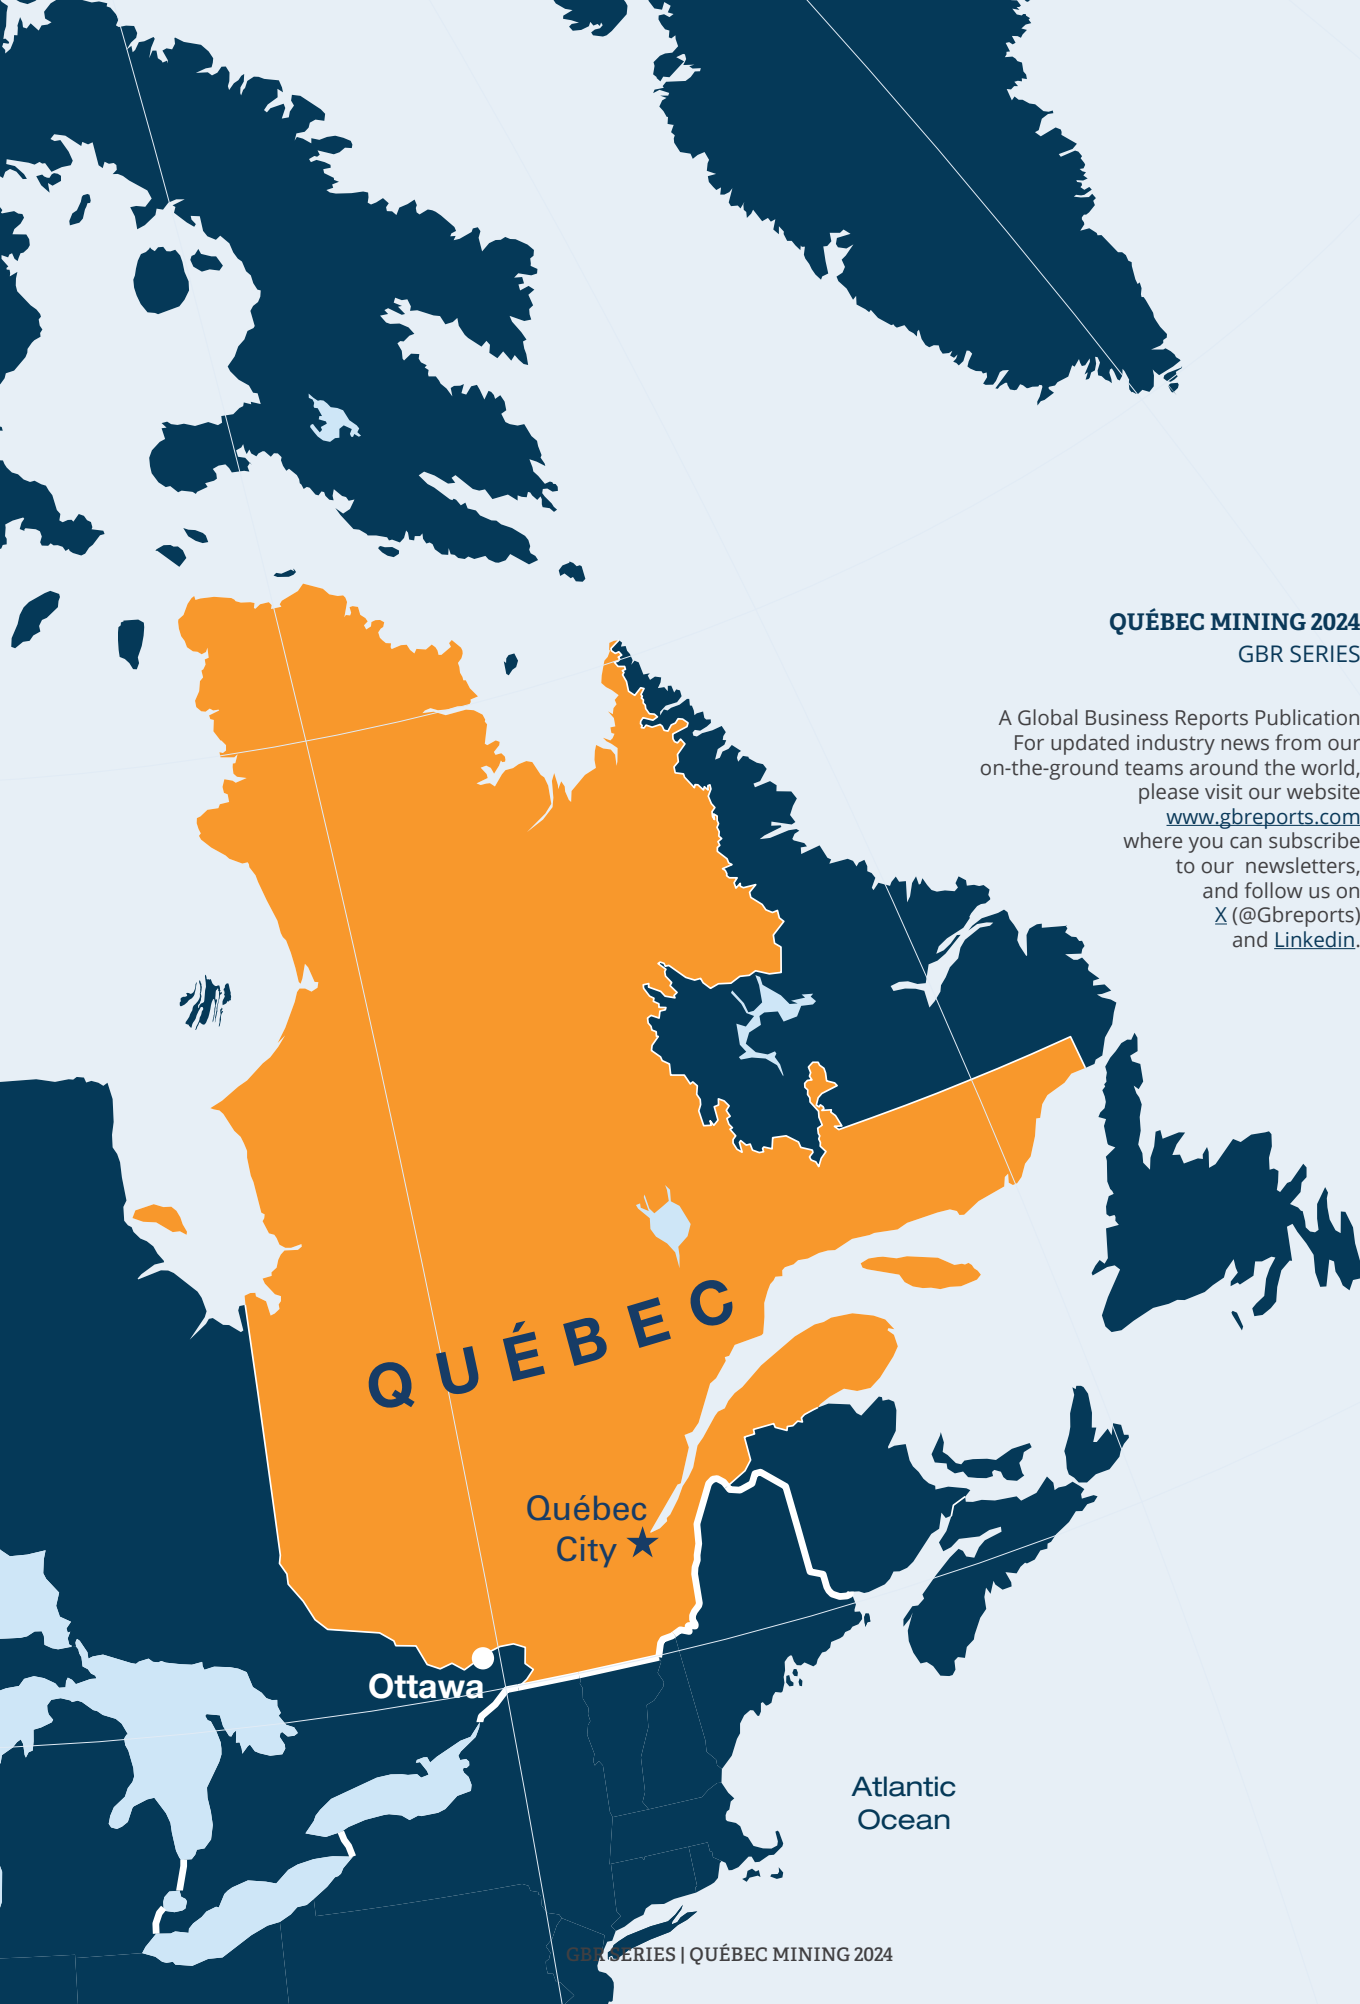 QUÉBEC MINING 2024
GBR SERIES
A Global Business Reports Publication
For updated industry news from our
on-the-ground teams around the world,
please visit our website
www.gbreports.com
where you can subscribe
to our newsletters,
and follow us on
X (@Gbreports)
and Linkedin.
QUÉBEC
Québec
City
Ottawa
Atlantic
Ocean
GBR SERIES | QUÉBEC MINING 2024